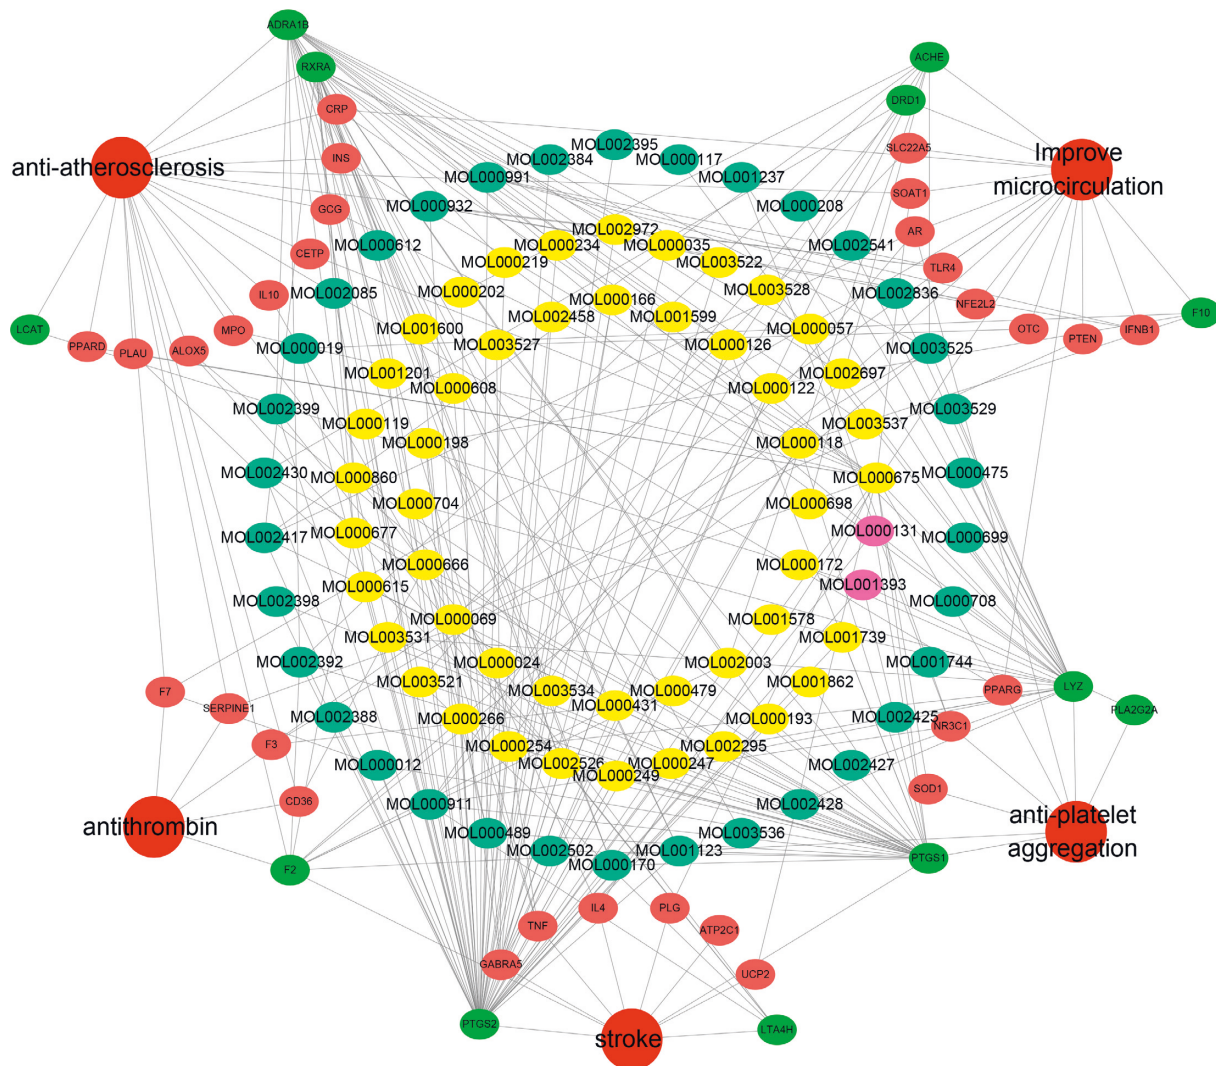 ADRA1B
ACHE
RXRA
DRD1
CRP
SLC22A5
INS
anti-atherosclerosis
Improve
microcirculation
SOAT1
GCG
AR
CETP
TLR4
IL10
NFE2L2
MPO
OTC
PTEN
IFNB1
F10
LCAT
PPARD
PLAU
ALOX5
MOL002395
MOL002384
MOL000117
MOL000991
MOL001237
MOL000932
MOL000208
MOL000612
MOL002541
MOL002085
MOL002836
MOL000019
MOL003525
MOL002399
MOL003529
MOL002430
MOL000475
MOL002417
MOL000699
MOL002398
MOL000708
MOL002392
MOL001744
MOL002388
MOL002425
MOL000012
MOL002427
MOL000911
MOL002428
MOL000489
MOL003536
MOL002502
MOL001123
MOL000170
MOL002972
MOL000234
MOL000035
MOL000219
MOL003522
MOL000202
MOL003528
MOL000166
MOL002458
MOL001599
MOL001600
MOL000057
MOL003527
MOL000126
MOL001201
MOL002697
MOL000608
MOL000122
MOL000119
MOL003537
MOL000198
MOL000118
MOL000860
MOL000675
MOL000704
MOL000698
MOL000677
MOL000131
MOL000666
MOL000172
MOL000615
MOL001393
MOL000069
MOL001578
MOL003531
MOL001739
MOL000024
MOL002003
MOL003521
MOL001862
MOL003534
MOL000479
MOL000431
MOL000266
MOL000193
MOL000254
MOL002295
MOL002526
MOL000247
MOL000249
F7
SERPINE1
F3
CD36
antithrombin
F2
PPARG
LYZ
NR3C1
PLA2G2A
SOD1
anti-platelet
aggregation
PTGS1
TNF
IL4
PLG
ATP2C1
GABRA5
UCP2
PTGS2
stroke
LTA4H